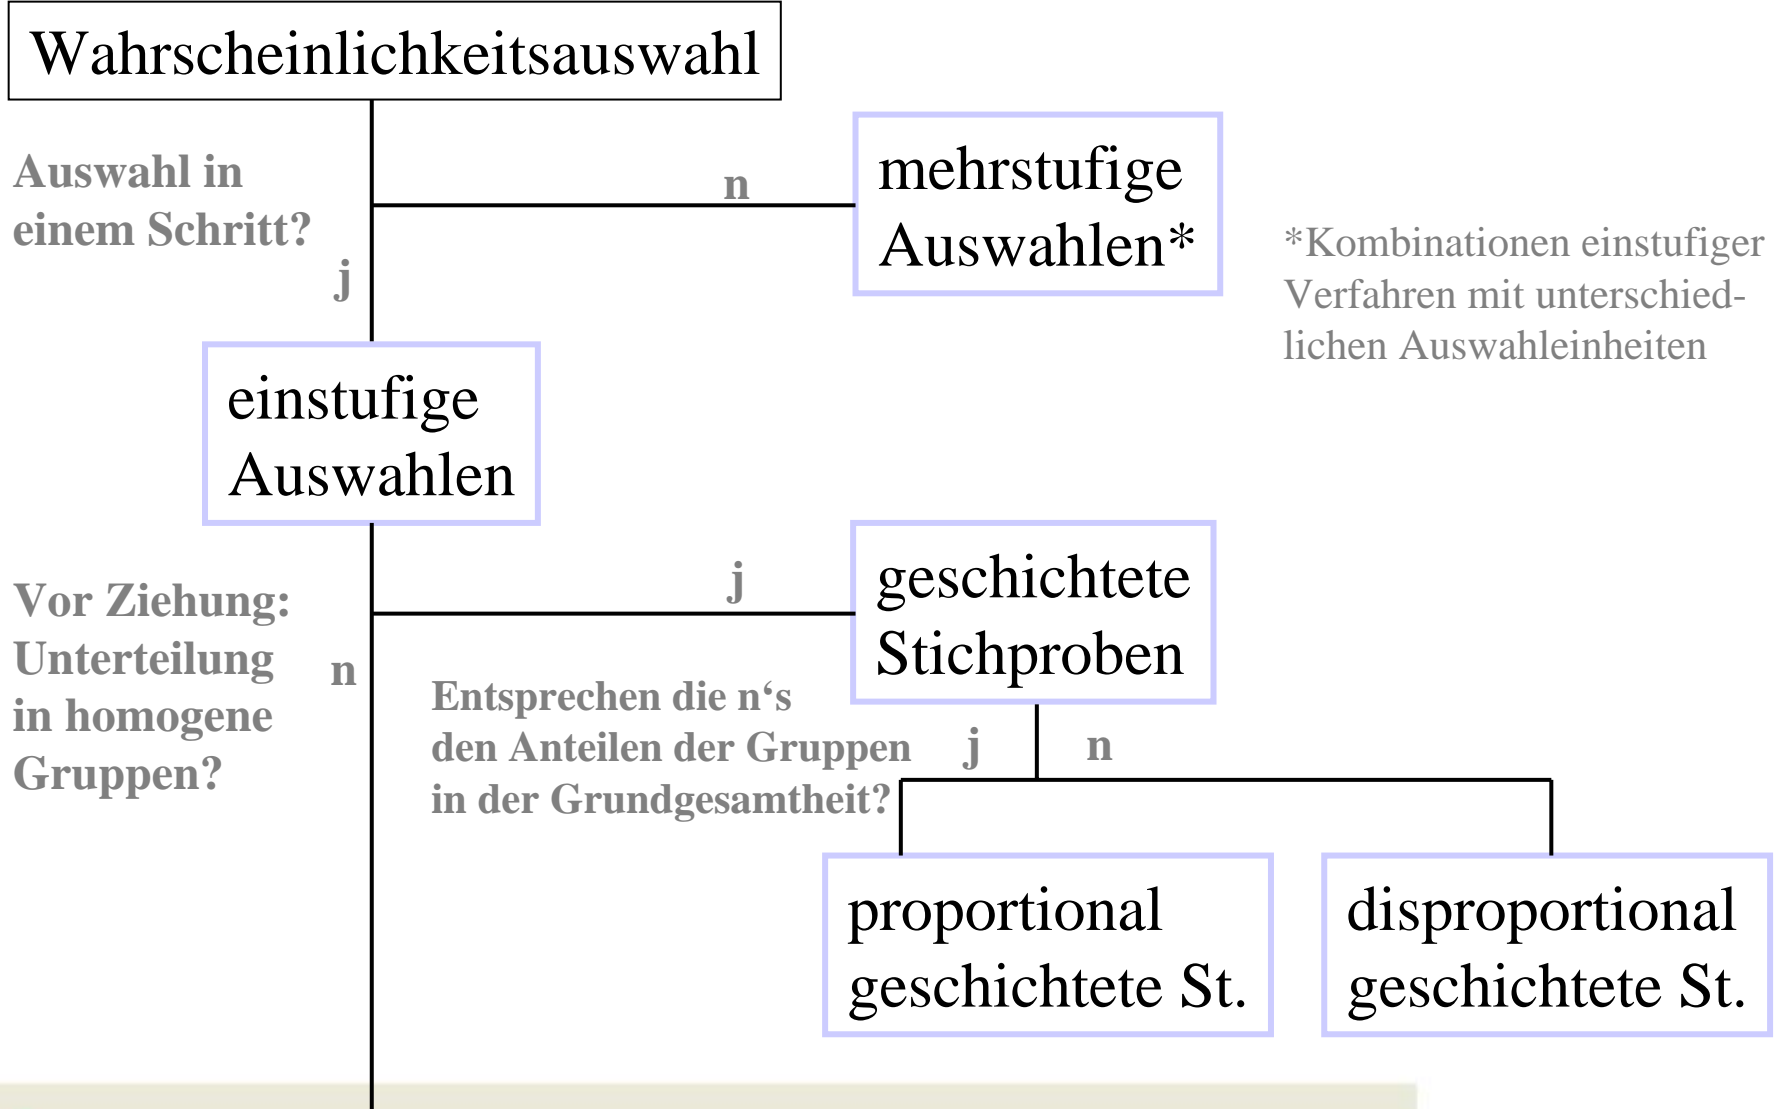 Wahrscheinlichkeitsauswahl
Auswahl in
einem Schritt?
n
j
mehrstufige
Auswahlen*
*Kombinationen einstufiger
Verfahren mit unterschied-
lichen Auswahleinheiten
einstufige
Auswahlen
Vor Ziehung:
Unterteilung
in homogene
Gruppen?
n
j
geschichtete
Stichproben
Entsprechen die n‘s
den Anteilen der Gruppen
in der Grundgesamtheit?
j
n
proportional
geschichtete St.
disproportional
geschichtete St.